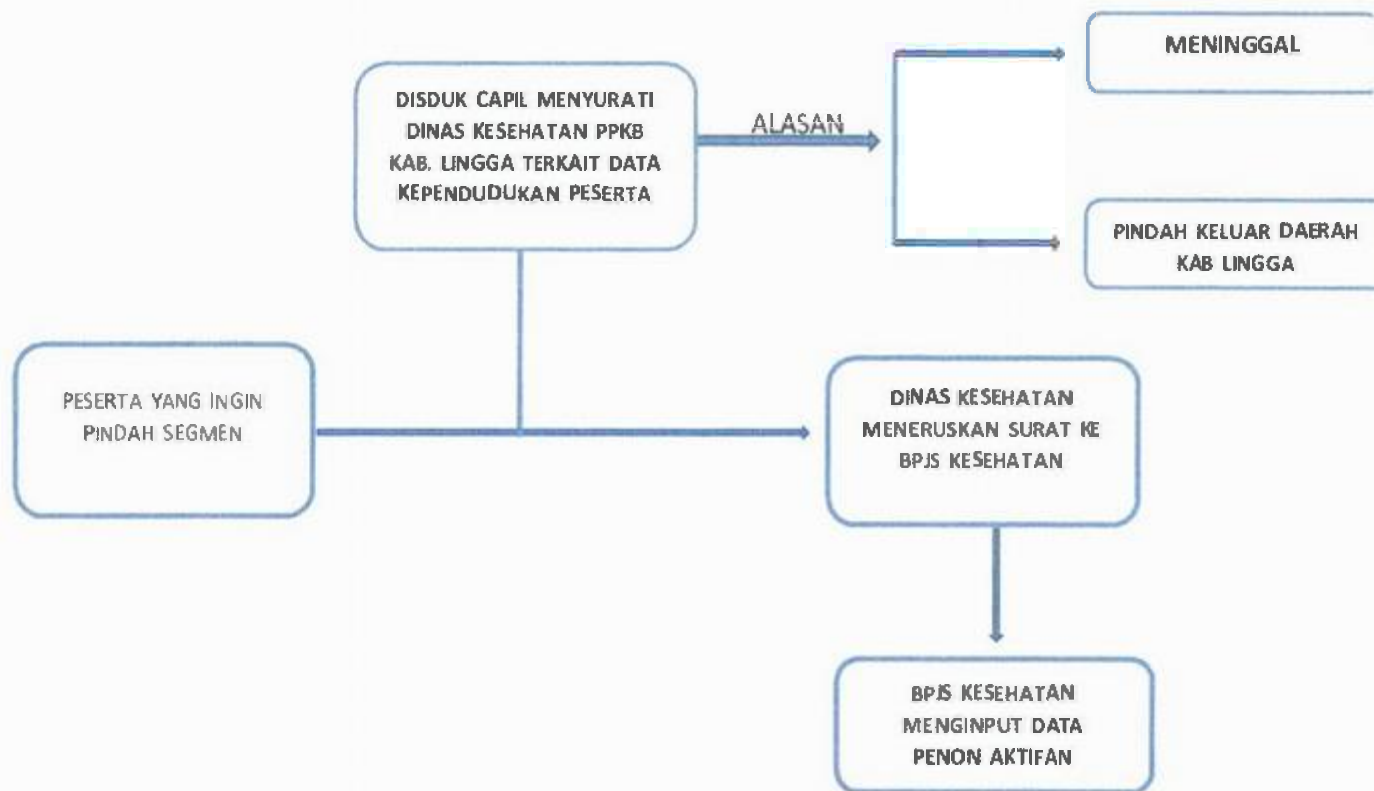 MENINGGAL
DISDUK CAPIL MENYURATI
DINAS KESEHATAN PPKB
KAB. LINGGA TERKAIT DATA
KEPENDUDUKAN PESERTA
ALASAN
PINDAH KELUAR DAERAH
KAB LINGGA
PESERTA YANG INGIN
PINDAH SEGMEN
DINAS KESEHATAN
MENERUSKAN SURAT KE
BPJS KESEHATAN
BPJS KESEHATAN
MENGINPUT DATA
PENON AKTIFAN